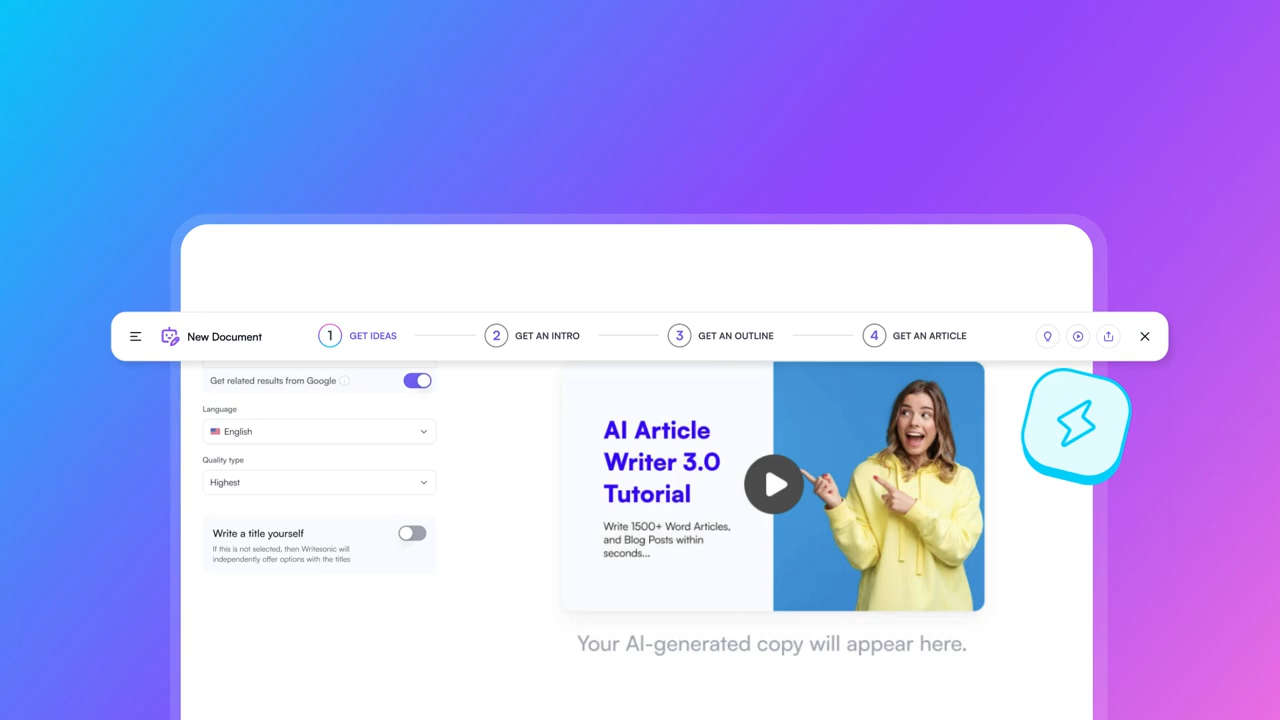 New Document
1 GET IDEAS
2 GET AN INTRO
3 GET AN OUTLINE
4 GET AN ARTICLE
Get related results from Google
Language
English
Quality type
Highest
Write a title yourself
If this is not selected, then Writesonic will
independently offer options with the titles
AI Article
Writer 3.0
Tutorial
Write 1500+ Word Articles,
and Blog Posts within
seconds...
Your AI-generated copy will appear here.